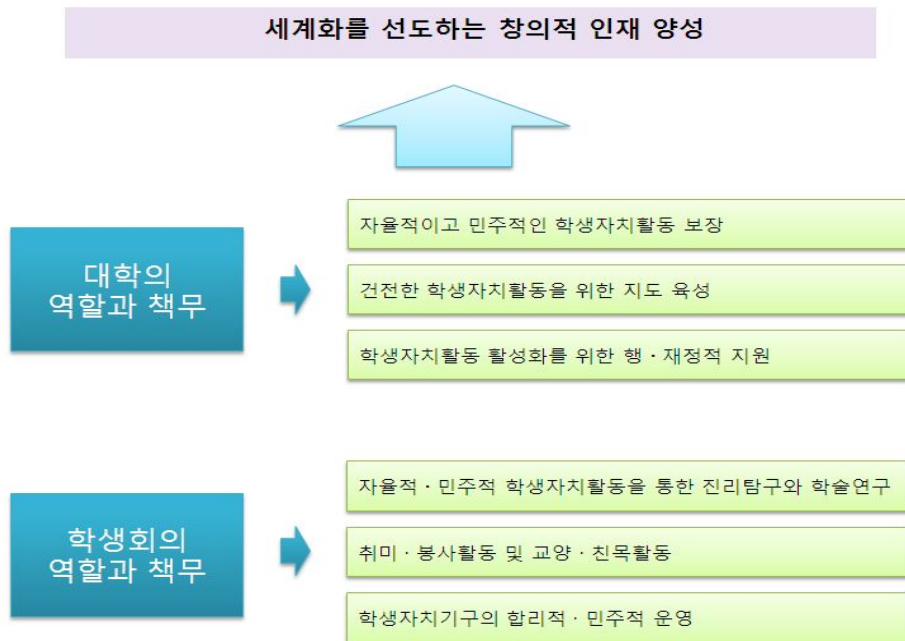 세계화를 선도하는 창의적 인재 양성
대학의
역할과 책무
자율적이고 민주적인 학생자치활동 보장
건전한 학생자치활동을 위한 지도 육성
학생자치활동 활성화를 위한 행·재정적 지원
학생회의
역할과 책무
자율적·민주적 학생자치활동을 통한 진리탐구와 학술연구
취미·봉사활동 및 교양·친목활동
학생자치기구의 합리적·민주적 운영